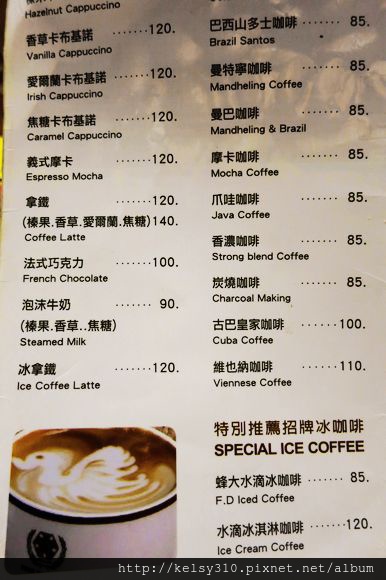 Hazelnut Cappuccino
香草卡布基諾 ·······120.
Vanilla Cappuccino
愛爾蘭卡布基諾 ·······120.
Irish Cappuccino
焦糖卡布基諾 ·······120.
Caramel Cappuccino
義式摩卡 ·······120.
Espresso Mocha
拿鐵 ·······120.
(榛果.香草.愛爾蘭.焦糖)140.
Coffee Latte
法式巧克力 ·······100.
French Chocolate
泡沫牛奶 ······· 90.
(榛果.香草..焦糖)
Steamed Milk
冰拿鐵 ·······120.
Ice Coffee Latte
巴西山多士咖啡 ······ 85.
Brazil Santos
曼特寧咖啡 ······ 85.
Mandheling Coffee
曼巴咖啡 ······ 85.
Mandheling & Brazil
摩卡咖啡 ······ 85.
Mocha Coffee
爪哇咖啡 ······ 85.
Java Coffee
香濃咖啡 ······ 85.
Strong blend Coffee
炭燒咖啡 ······ 85.
Charcoal Making
古巴皇家咖啡 ······100.
Cuba Coffee
維也納咖啡 ······110.
Viennese Coffee
特別推薦招牌冰咖啡
SPECIAL ICE COFFEE
蜂大水滴冰咖啡 ······ 85.
F.D Iced Coffee
水滴冰淇淋咖啡 ······120.
Ice Cream Coffee
http://kelsy310.pixnet.net/album